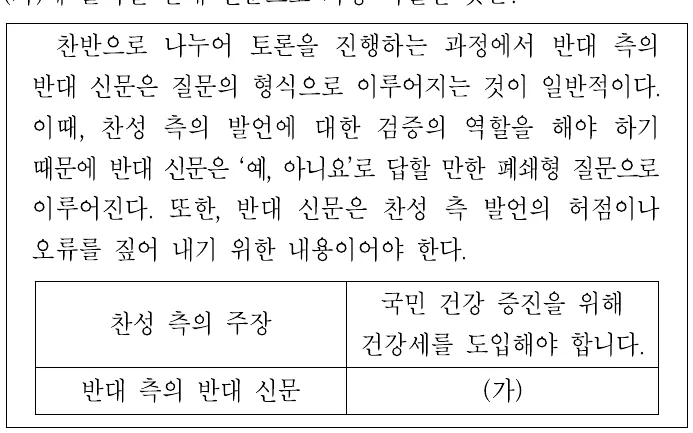 찬반으로 나누어 토론을 진행하는 과정에서 반대 측의
반대 신문은 질문의 형식으로 이루어지는 것이 일반적이다.
이때, 찬성 측의 발언에 대한 검증의 역할을 해야 하기
때문에 반대 신문은 ‘예, 아니요’로 답할 만한 폐쇄형 질문으로
이루어진다. 또한, 반대 신문은 찬성 측 발언의 허점이나
오류를 짚어 내기 위한 내용이어야 한다.
찬성 측의 주장
국민 건강 증진을 위해
건강세를 도입해야 합니다.
반대 측의 반대 신문
(가)